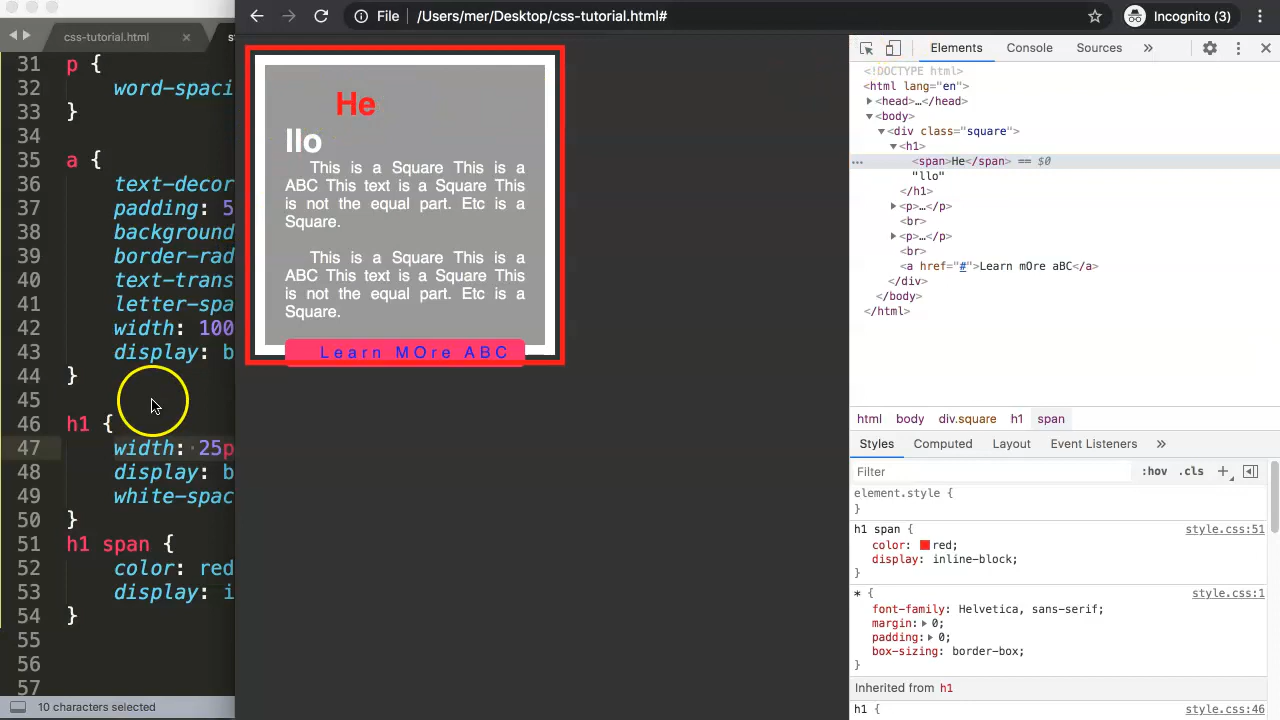 css-tutorial.html × st
File /Users/mer/Desktop/css-tutorial.html# Incognito (3)
31 p {
32 word-spaci
33 }
34
35 a {
36 text-decor
37 padding: 5
38 background
39 border-rad
40 text-trans
41 letter-spa
42 width: 100
43 display: b
44 }
45
46 h1 {
47 width: 25p
48 display: b
49 white-spac
50 }
51 h1 span {
52 color: red
53 display: i
54 }
55
56
57
10 characters selected
He
llo
This is a Square This is a
ABC This text is a Square This
is not the equal part. Etc is a
Square.
This is a Square This is a
ABC This text is a Square This
is not the equal part. Etc is a
Square.
Learn MOre ABC
Elements Console Sources »
<!DOCTYPE html>
<html lang="en">
<head>…</head>
<body>
<div class="square">
<h1>
<span>He</span> == $0
"llo"
</h1>
<p>…</p>
<br>
<p>…</p>
<br>
<a href="#">Learn mOre aBC</a>
</div>
</body>
</html>
html body div.square h1 span
Styles Computed Layout Event Listeners »
Filter :hov .cls +
element.style {
}
h1 span { style.css:51
color: red;
display: inline-block;
}
* { style.css:1
font-family: Helvetica, sans-serif;
margin: 0;
padding: 0;
box-sizing: border-box;
}
Inherited from h1
h1 { style.css:46